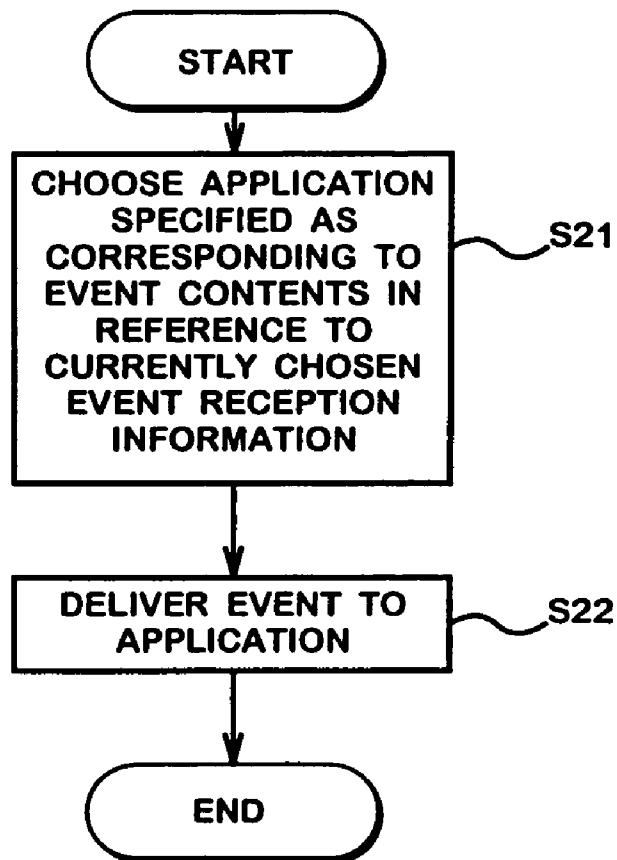 START
CHOOSE APPLICATION
SPECIFIED AS
CORRESPONDING TO
EVENT CONTENTS IN
REFERENCE TO
CURRENTLY CHOSEN
EVENT RECEPTION
INFORMATION
S21
DELIVER EVENT TO
APPLICATION
S22
END